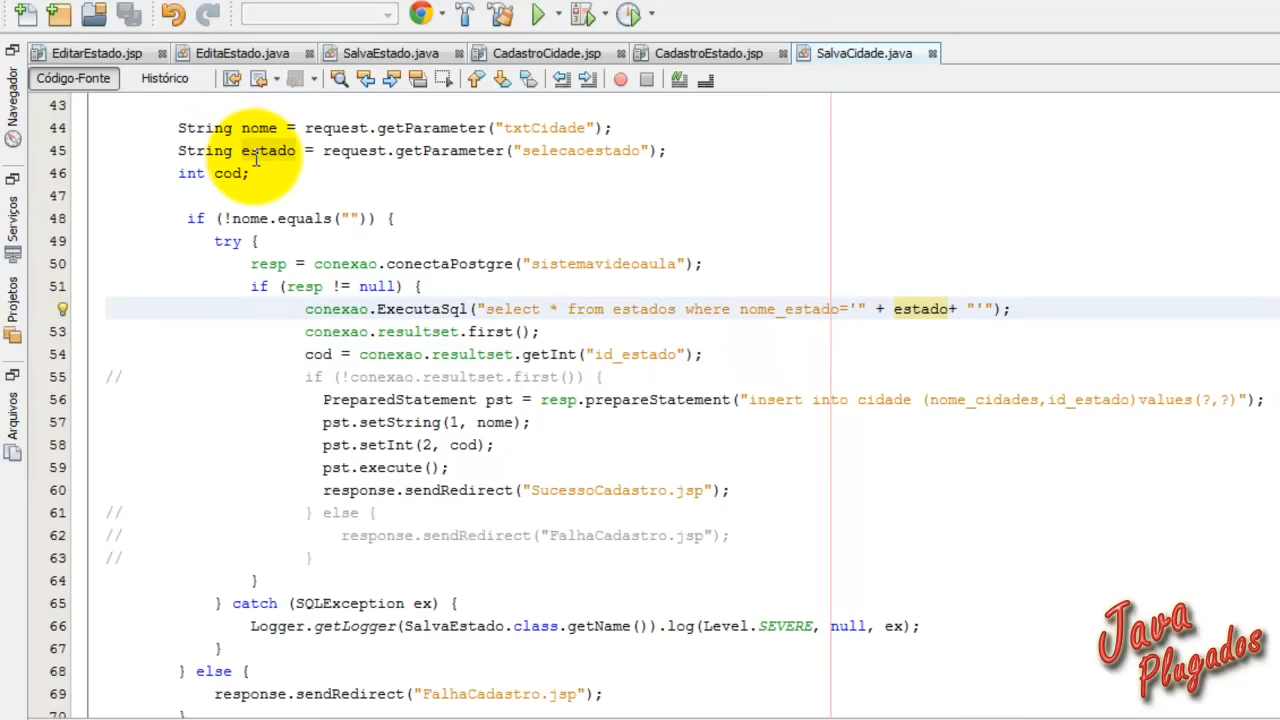 EditarEstado.jsp
EditaEstado.java
SalvaEstado.java
CadastroCidade.jsp
CadastroEstado.jsp
SalvaCidade.java
Código-Fonte
Histórico
Navegador
Serviços
Projetos
Arquivos
43
44 String nome = request.getParameter("txtCidade");
45 String estado = request.getParameter("selecaoestado");
46 int cod;
47
48 if (!nome.equals("")) {
49 try {
50 resp = conexao.conectaPostgre("sistemavideoaula");
51 if (resp != null) {
conexao.ExecutaSql("select * from estados where nome_estado='" + estado+ "'");
53 conexao.resultset.first();
54 cod = conexao.resultset.getInt("id_estado");
55 // if (!conexao.resultset.first()) {
56 PreparedStatement pst = resp.prepareStatement("insert into cidade (nome_cidades,id_estado)values(?,?)");
57 pst.setString(1, nome);
58 pst.setInt(2, cod);
59 pst.execute();
60 response.sendRedirect("SucessoCadastro.jsp");
61 // } else {
62 // response.sendRedirect("FalhaCadastro.jsp");
63 // }
64 }
65 } catch (SQLException ex) {
66 Logger.getLogger(SalvaEstado.class.getName()).log(Level.SEVERE, null, ex);
67 }
68 } else {
69 response.sendRedirect("FalhaCadastro.jsp");
70 }
Java
Plugados